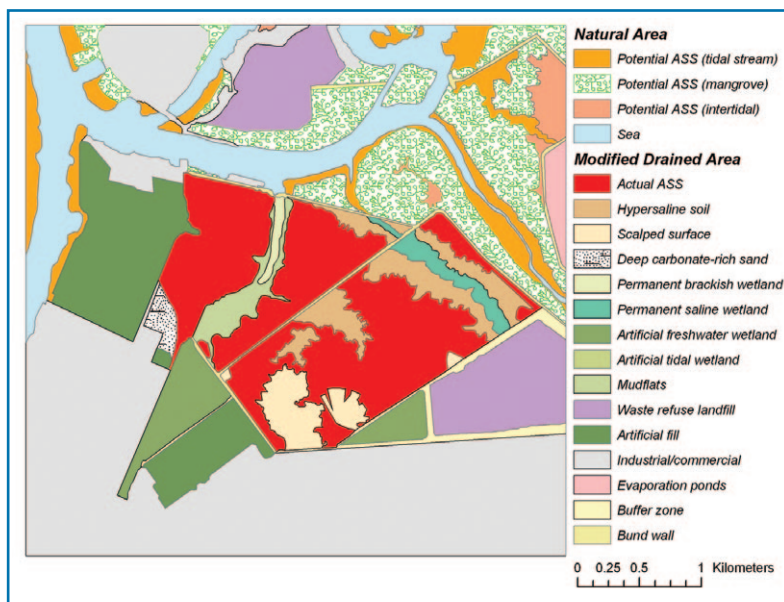 Natural Area
Potential ASS (tidal stream)
Potential ASS (mangrove)
Potential ASS (intertidal)
Sea
Modified Drained Area
Actual ASS
Hypersaline soil
Scalped surface
Deep carbonate-rich sand
Permanent brackish wetland
Permanent saline wetland
Artificial freshwater wetland
Artificial tidal wetland
Mudflats
Waste refuse landfill
Artificial fill
Industrial/commercial
Evaporation ponds
Buffer zone
Bund wall
0 0.25 0.5 1 Kilometers